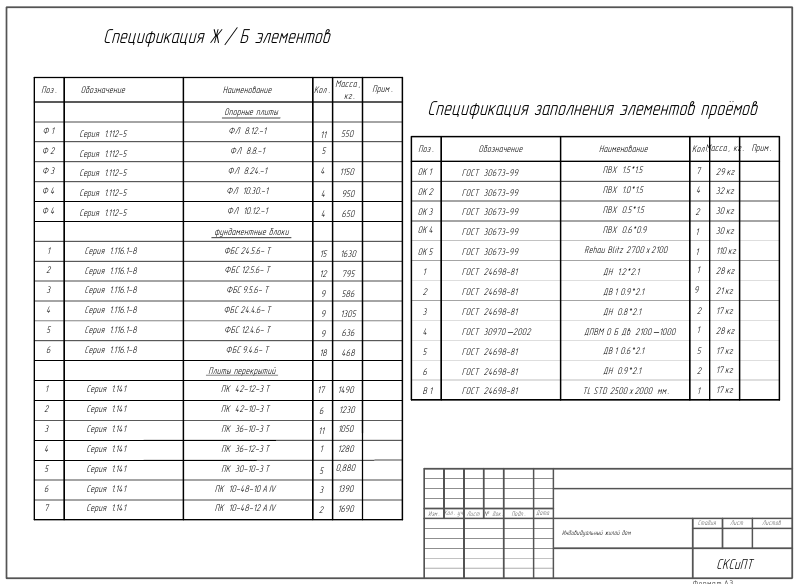 Спецификация Ж / Б элементов
Поз. Обозначение Наименование Кол. Масса, кг. Прим.
Опорные плиты
Ф 1 Серия 1.112-5 ФЛ 8.12.-1 11 550
Ф 2 Серия 1.112-5 ФЛ 8.8.-1 5
Ф 3 Серия 1.112-5 ФЛ 8.24.-1 4 1150
Ф 4 Серия 1.112-5 ФЛ 10.30.-1 4 950
Ф 4 Серия 1.112-5 ФЛ 10.12.-1 4 650
фундаментные блоки
1 Серия 1.116.1-8 ФБС 24.5.6- Т 15 1630
2 Серия 1.116.1-8 ФБС 12.5.6- Т 12 795
3 Серия 1.116.1-8 ФБС 9.5.6- Т 9 586
4 Серия 1.116.1-8 ФБС 24.4.6- Т 9 1305
5 Серия 1.116.1-8 ФБС 12.4.6- Т 9 636
6 Серия 1.116.1-8 ФБС 9.4.6- Т 18 468
Плиты перекрытий
1 Серия 1.141 ПК 42-12-3 Т 17 1490
2 Серия 1.141 ПК 42-10-3 Т 6 1230
3 Серия 1.141 ПК 36-10-3 Т 11 1050
4 Серия 1.141 ПК 36-12-3 Т 1 1280
5 Серия 1.141 ПК 30-10-3 Т 5 0,880
6 Серия 1.141 ПК 10-48-10 А IV 3 1390
7 Серия 1.141 ПК 10-48-12 А IV 2 1690
Спецификация заполнения элементов проёмов
Поз. Обозначение Наименование Кол. Масса, кг. Прим.
ОК 1 ГОСТ 30673-99 ПВХ 1.5*1.5 7 29 кг
ОК 2 ГОСТ 30673-99 ПВХ 1.0*1.5 4 32 кг
ОК 3 ГОСТ 30673-99 ПВХ 0.5*1.5 2 30 кг
ОК 4 ГОСТ 30673-99 ПВХ 0.6*0.9 1 30 кг
ОК 5 ГОСТ 30673-99 Rehau Blitz 2700 x 2100 1 110 кг
1 ГОСТ 24698-81 ДН 1.2*2.1 1 28 кг
2 ГОСТ 24698-81 ДВ 1 0.9*2.1 9 21 кг
3 ГОСТ 24698-81 ДН 0.8*2.1 2 17 кг
4 ГОСТ 30970-2002 ДПВМ О Б Дв 2100-1000 1 28 кг
5 ГОСТ 24698-81 ДВ 1 0.6*2.1 5 17 кг
6 ГОСТ 24698-81 ДН 0.9*2.1 2 17 кг
В 1 ГОСТ 24698-81 TL STD 2500 x 2000 мм. 1 17 кг
Изм. Кол. уч Лист № док. Подп. Дата
Индивидуальный жилой дом
Стадия Лист Листов
СКСиПТ
Формат А3